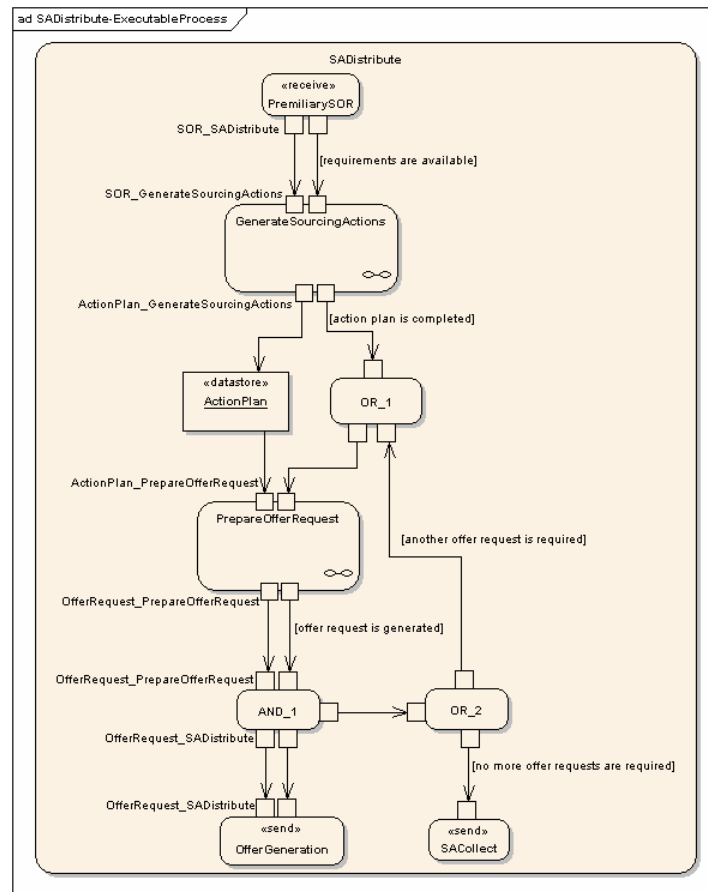 ad SADistribute-ExecutableProcess
SADistribute
«receive»
PremiliarySOR
SOR_SADistribute
[requirements are available]
SOR_GenerateSourcingActions
GenerateSourcingActions
ActionPlan_GenerateSourcingActions
[action plan is completed]
«datastore»
ActionPlan
OR_1
ActionPlan_PrepareOfferRequest
PrepareOfferRequest
[another offer request is required]
OfferRequest_PrepareOfferRequest
[offer request is generated]
OfferRequest_PrepareOfferRequest
AND_1
OR_2
OfferRequest_SADistribute
[no more offer requests are required]
OfferRequest_SADistribute
«send»
OfferGeneration
«send»
SACollect